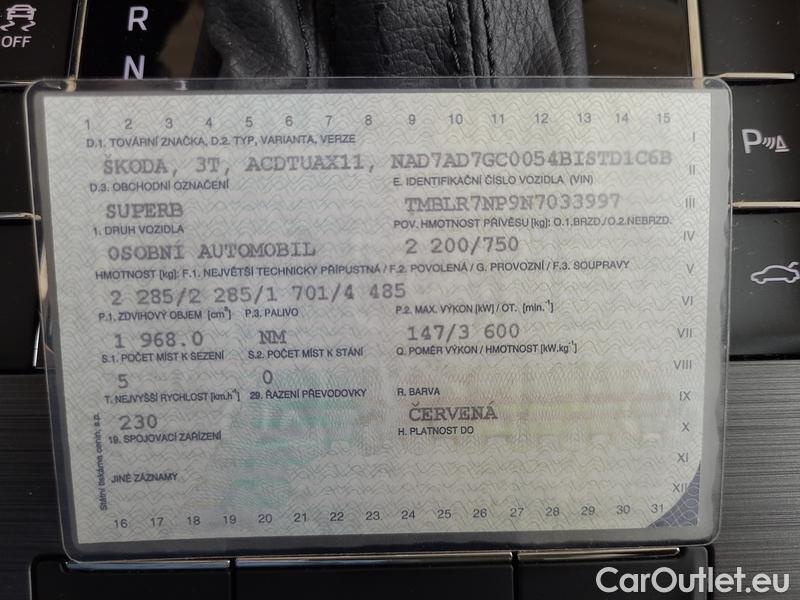 OFF
R
N
P
1 2 3 4 5 6 7 8 9 10 11 12 13 14 15
D.1. TOVÁRNÍ ZNAČKA, D.2. TYP, VARIANTA, VERZE
I
ŠKODA, 3T, ACDTUAX11, NAD7AD7GC0054BISTD1C6B
D.3. OBCHODNÍ OZNAČENÍ E. IDENTIFIKAČNÍ ČÍSLO VOZIDLA (VIN)
II
SUPERB TMBLR7NP9N7033997
III
1. DRUH VOZIDLA POV. HMOTNOST PŘÍVĚSU [kg]: O.1.BRZD./O.2.NEBRZD.
OSOBNÍ AUTOMOBIL 2 200/750
IV
HMOTNOST [kg]: F.1. NEJVĚTŠÍ TECHNICKY PŘÍPUSTNÁ / F.2. POVOLENÁ / G. PROVOZNÍ / F.3. SOUPRAVY
V
2 285/2 285/1 701/4 485
P.1. ZDVIHOVÝ OBJEM [cm³] P.3. PALIVO P.2. MAX. VÝKON [kW] / OT. [min.⁻¹]
VI
1 968.0 NM 147/3 600
VII
S.1. POČET MÍST K SEZENÍ S.2. POČET MÍST K STÁNÍ Q. POMĚR VÝKON / HMOTNOST [kW.kg⁻¹]
5 0
VIII
T. NEJVYŠŠÍ RYCHLOST [km.h⁻¹] 29. ŘAZENÍ PŘEVODOVKY R. BARVA
IX
230 ČERVENÁ
19. SPOJOVACÍ ZAŘÍZENÍ H. PLATNOST DO
X
XI
JINÉ ZÁZNAMY
XII
Státní tiskárna cenin, s.p.
16 17 18 19 20 21 22 23 24 25 26 27 28 29 30 31
CarOutlet.eu